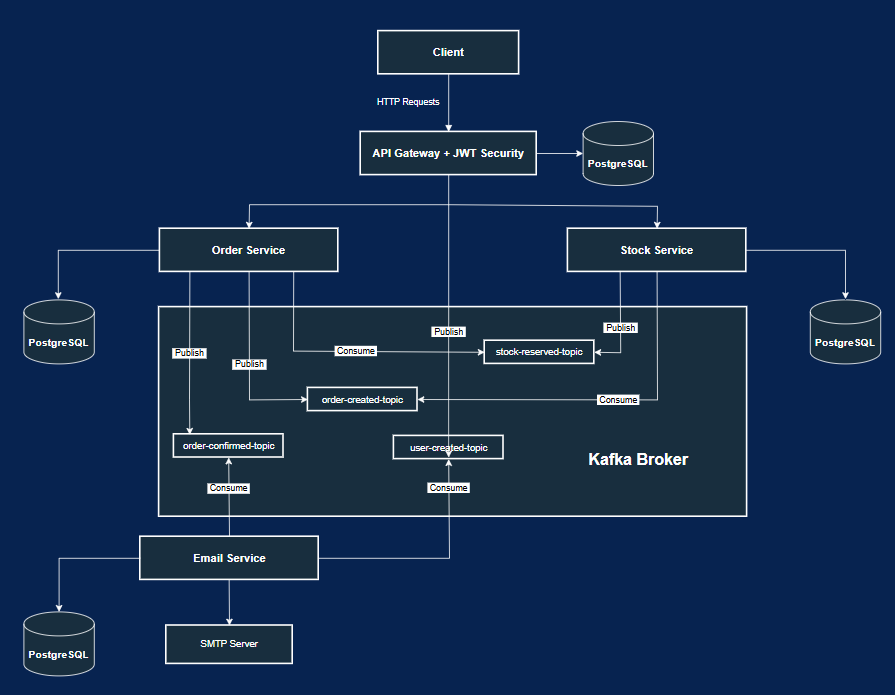 Client
HTTP Requests
API Gateway + JWT Security
PostgreSQL
Order Service
Stock Service
PostgreSQL
PostgreSQL
Publish
Publish
Consume
Publish
Publish
stock-reserved-topic
order-created-topic
Consume
order-confirmed-topic
user-created-topic
Kafka Broker
Consume
Consume
Email Service
PostgreSQL
SMTP Server